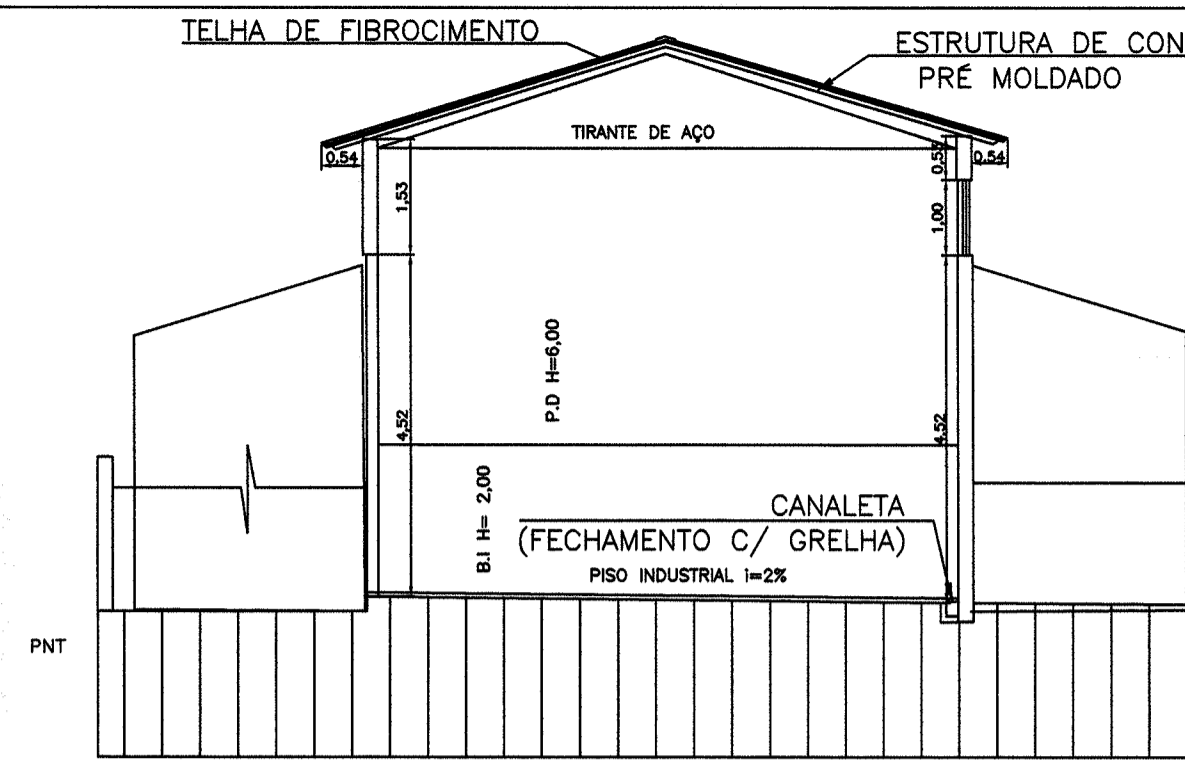 TELHA DE FIBROCIMENTO
ESTRUTURA DE CON
PRÉ MOLDADO
TIRANTE DE AÇO
0,54
0,54
1,53
1,00
P.D H=6,00
4,52
4,52
B.I H= 2,00
CANALETA
(FECHAMENTO C/ GRELHA)
PISO INDUSTRIAL i=2%
PNT